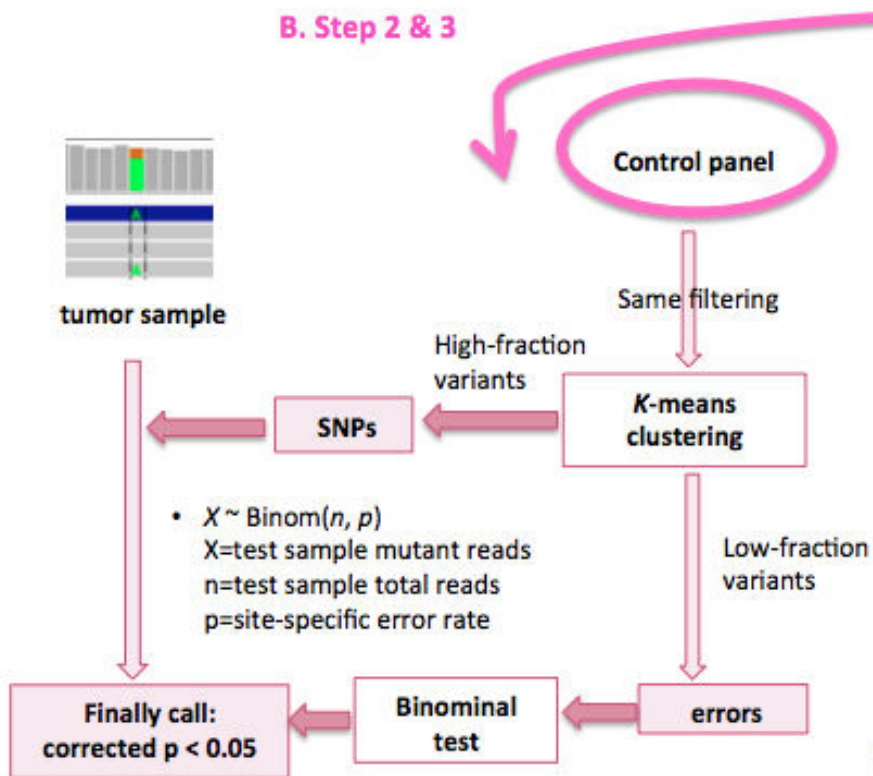 B. Step 2 & 3
Control panel
tumor sample
Same filtering
High-fraction
variants
K-means
clustering
SNPs
• X ~ Binom(n, p)
X=test sample mutant reads
n=test sample total reads
p=site-specific error rate
Low-fraction
variants
Finally call:
corrected p < 0.05
Binominal
test
errors